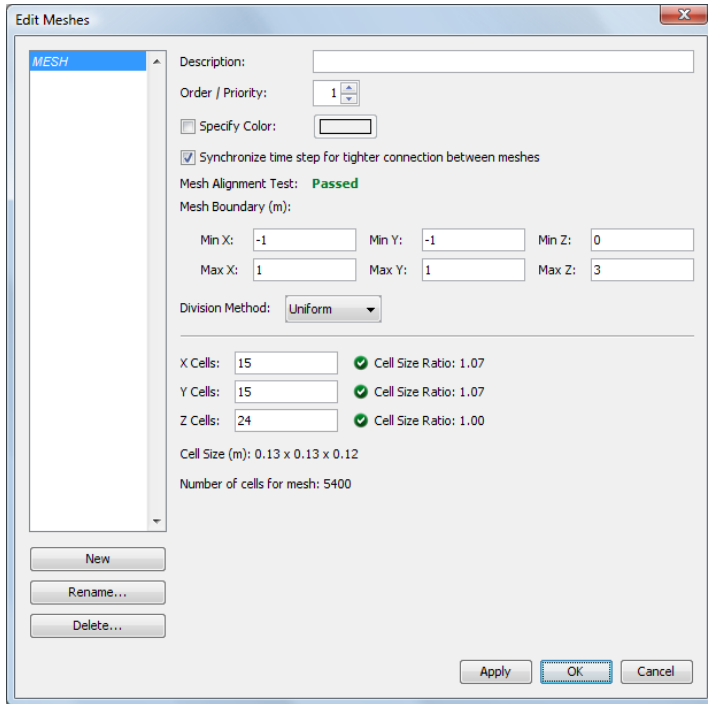 Edit Meshes
MESH
Description:
Order / Priority: 1
Specify Color:
Synchronize time step for tighter connection between meshes
Mesh Alignment Test: Passed
Mesh Boundary (m):
Min X: -1 Min Y: -1 Min Z: 0
Max X: 1 Max Y: 1 Max Z: 3
Division Method: Uniform
X Cells: 15 Cell Size Ratio: 1.07
Y Cells: 15 Cell Size Ratio: 1.07
Z Cells: 24 Cell Size Ratio: 1.00
Cell Size (m): 0.13 x 0.13 x 0.12
Number of cells for mesh: 5400
New
Rename...
Delete...
Apply OK Cancel